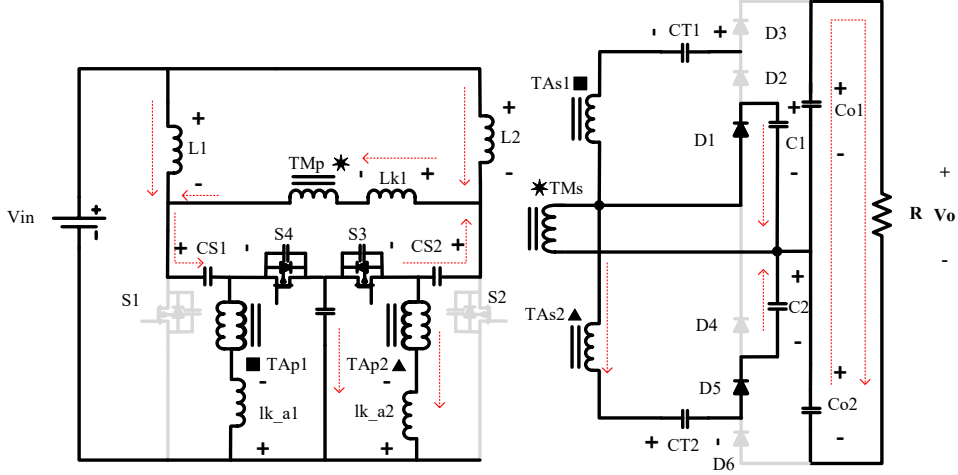 CT1
D3
D2
TAs1
L1
L2
TMp
Lk1
D1
C1
Co1
Vin
TMs
R
Vo
CS1
S4
S3
CS2
S1
S2
TAs2
C2
D4
TAp1
TAp2
D5
lk_a1
lk_a2
Co2
CT2
D6